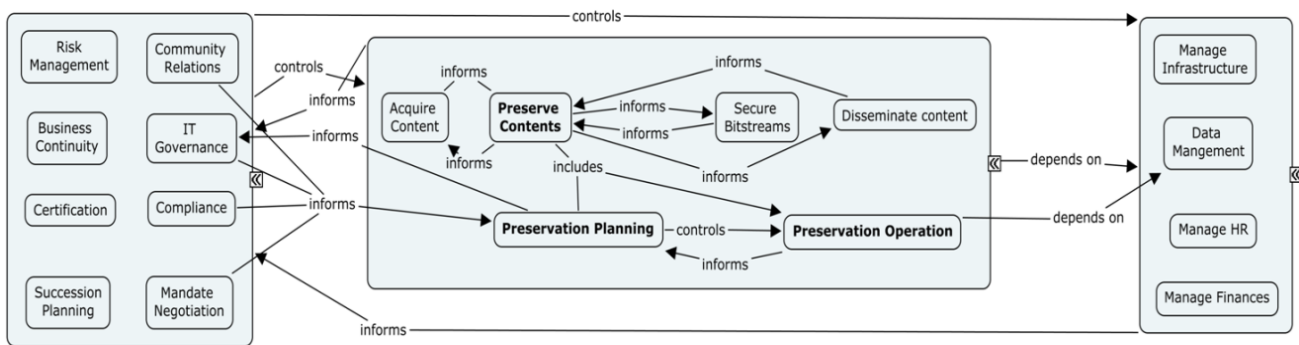 controls
Risk
Management
Community
Relations
Business
Continuity
IT
Governance
Certification
Compliance
Succession
Planning
Mandate
Negotiation
controls
informs
informs
informs
informs
informs
Acquire
Content
informs
Preserve
Contents
informs
informs
Secure
Bitstreams
informs
Disseminate content
informs
includes
Preservation Planning
controls
informs
Preservation Operation
depends on
depends on
Manage
Infrastructure
Data
Mangement
Manage HR
Manage Finances